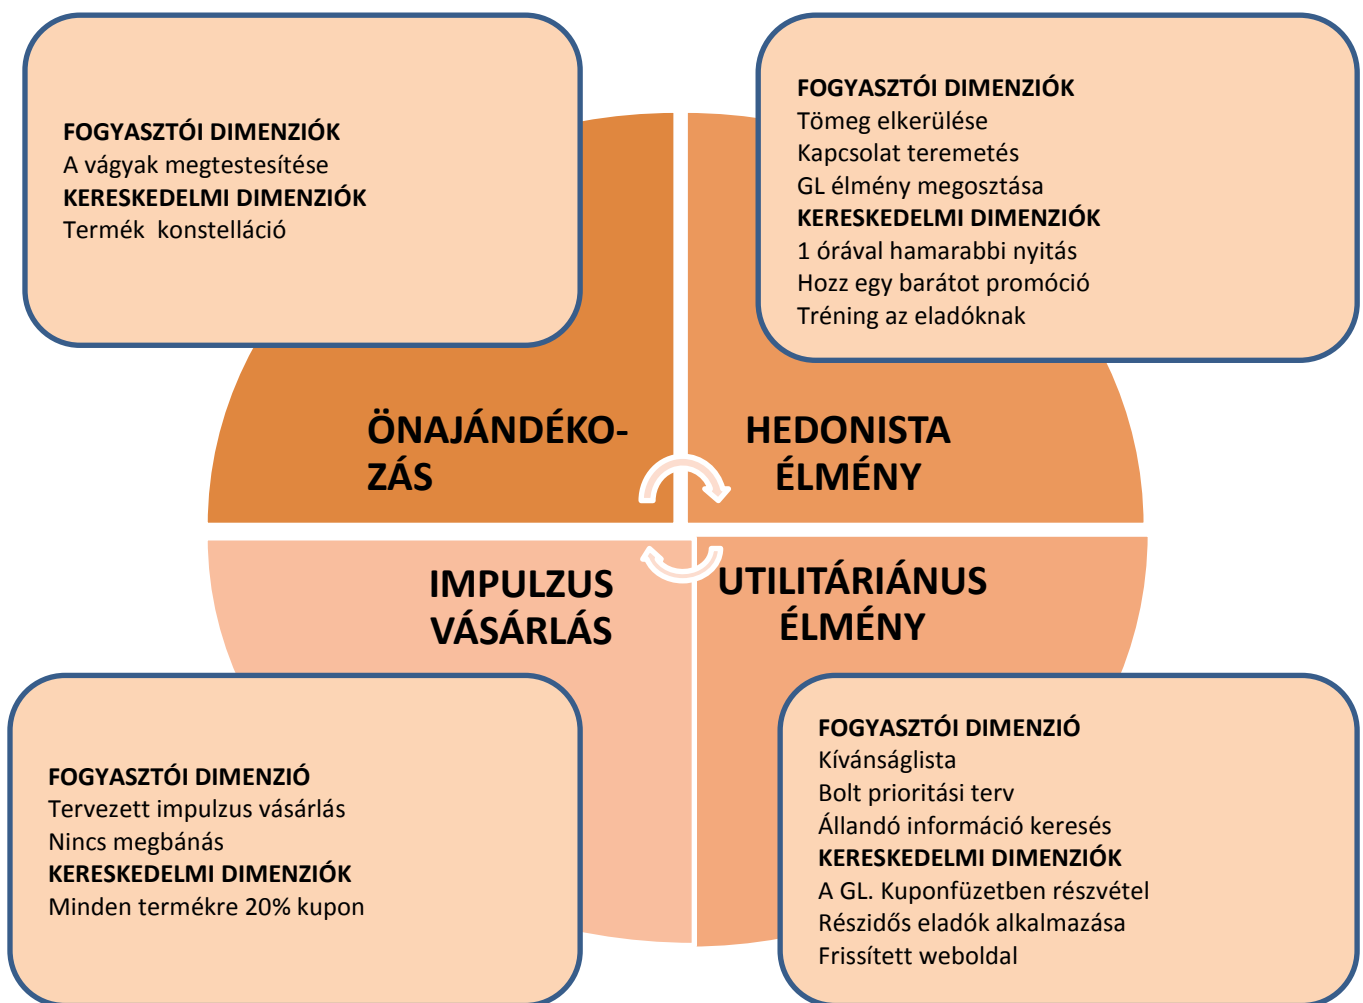 FOGYASZTÓI DIMENZIÓK
A vágyak megtestesítése
KERESKEDELMI DIMENZIÓK
Termék konstelláció
FOGYASZTÓI DIMENZIÓK
Tömeg elkerülése
Kapcsolat teremetés
GL élmény megosztása
KERESKEDELMI DIMENZIÓK
1 órával hamarabbi nyitás
Hozz egy barátot promóció
Tréning az eladóknak
ÖNAJÁNDÉKO-
ZÁS
HEDONISTA
ÉLMÉNY
IMPULZUS
VÁSÁRLÁS
UTILITÁRIÁNUS
ÉLMÉNY
FOGYASZTÓI DIMENZIÓ
Tervezett impulzus vásárlás
Nincs megbánás
KERESKEDELMI DIMENZIÓK
Minden termékre 20% kupon
FOGYASZTÓI DIMENZIÓ
Kívánságlista
Bolt prioritási terv
Állandó információ keresés
KERESKEDELMI DIMENZIÓK
A GL. Kuponfüzetben részvétel
Részidős eladók alkalmazása
Frissített weboldal